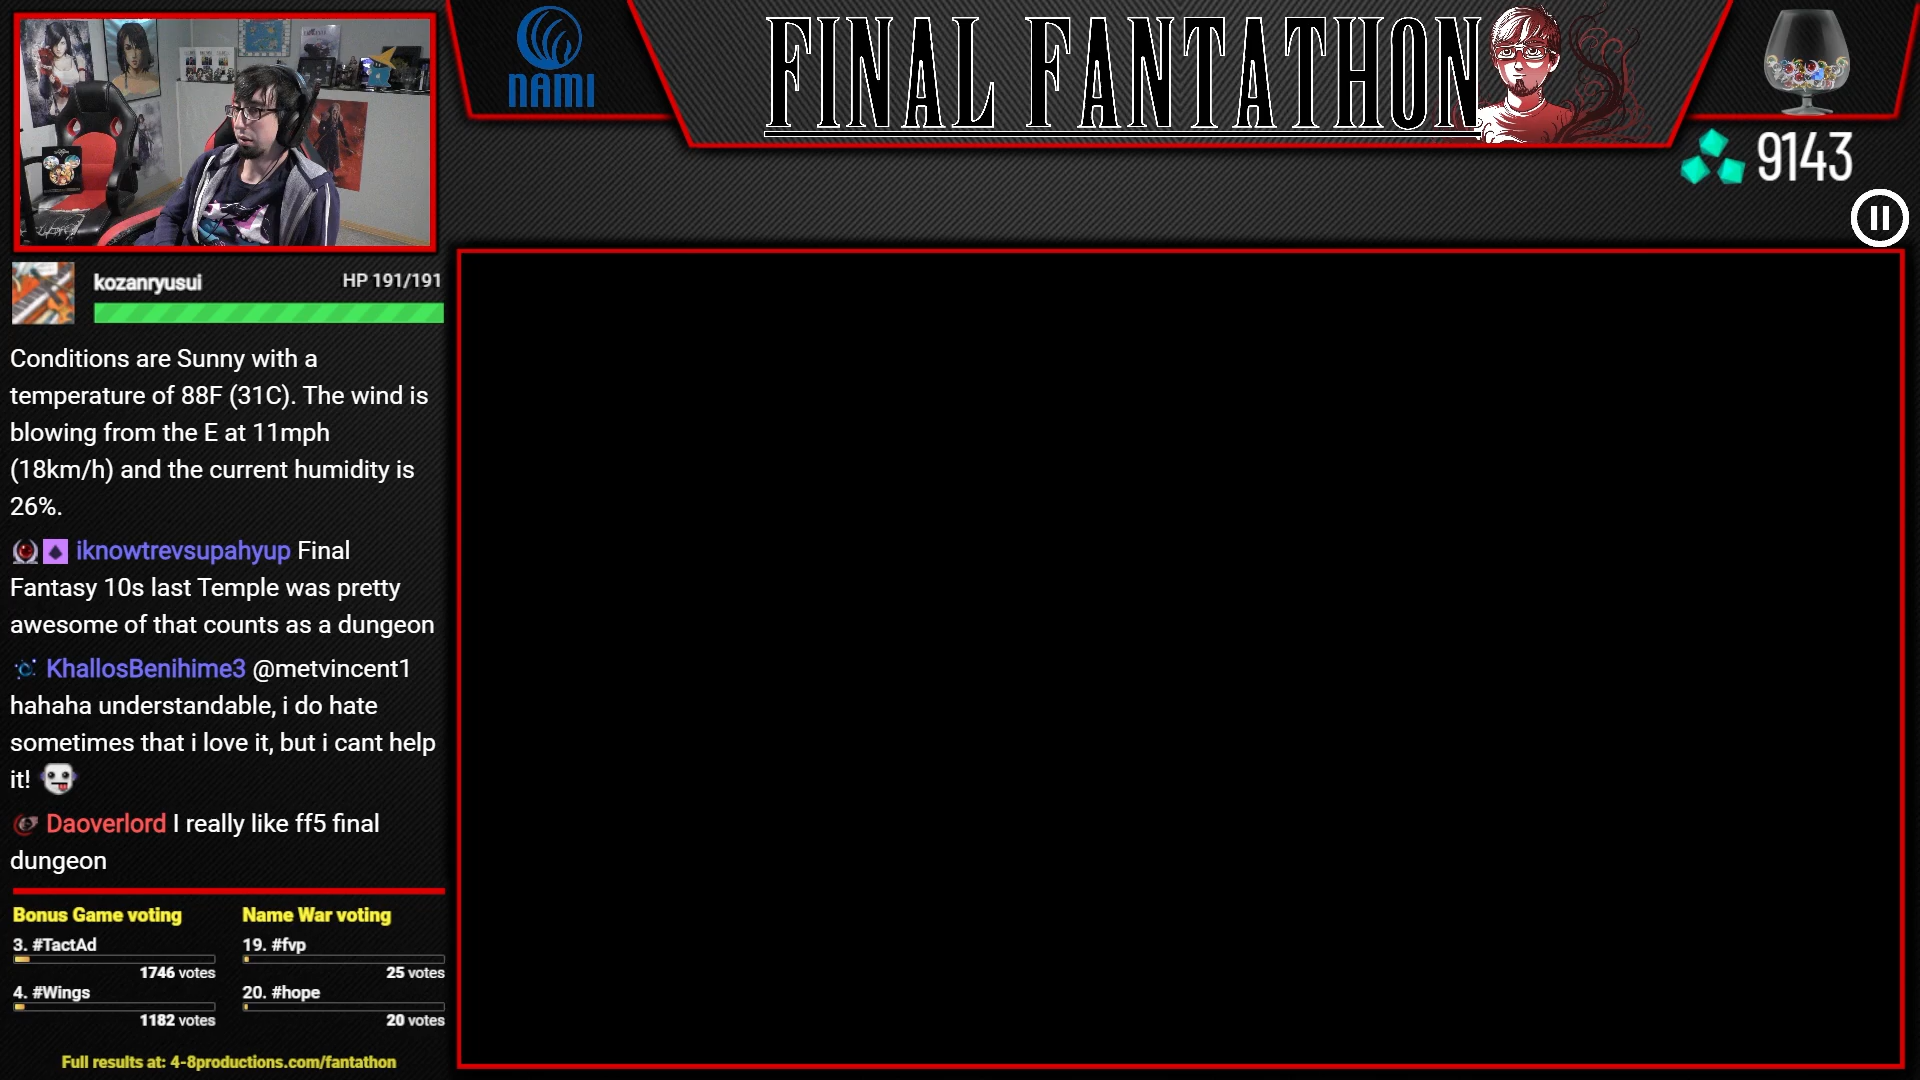 NAMI
FINAL FANTATHON
9143
kozanryusui
HP 191/191
Conditions are Sunny with a
temperature of 88F (31C). The wind is
blowing from the E at 11mph
(18km/h) and the current humidity is
26%.
iknowtrevsupahyup Final
Fantasy 10s last Temple was pretty
awesome of that counts as a dungeon
KhallosBenihime3 @metvincent1
hahaha understandable, i do hate
sometimes that i love it, but i cant help
it!
Daoverlord I really like ff5 final
dungeon
Bonus Game voting
3. #TactAd
1746 votes
4. #Wings
1182 votes
Name War voting
19. #fvp
25 votes
20. #hope
20 votes
Full results at: 4-8productions.com/fantathon